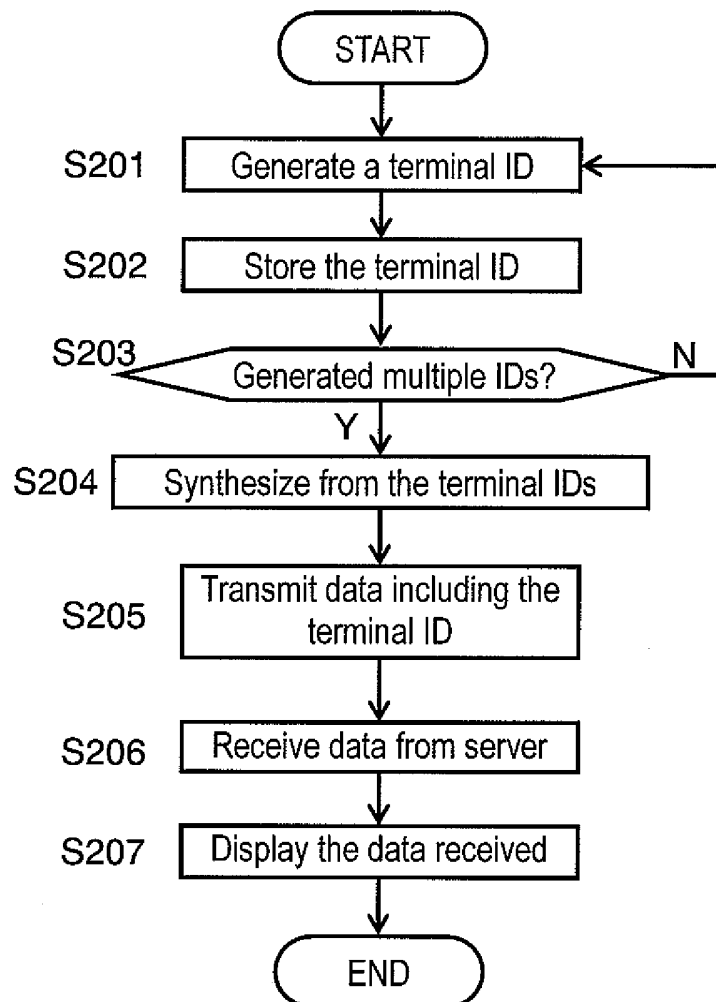 START
S201
Generate a terminal ID
S202
Store the terminal ID
S203
Generated multiple IDs?
N
Y
S204
Synthesize from the terminal IDs
S205
Transmit data including the
terminal ID
S206
Receive data from server
S207
Display the data received
END